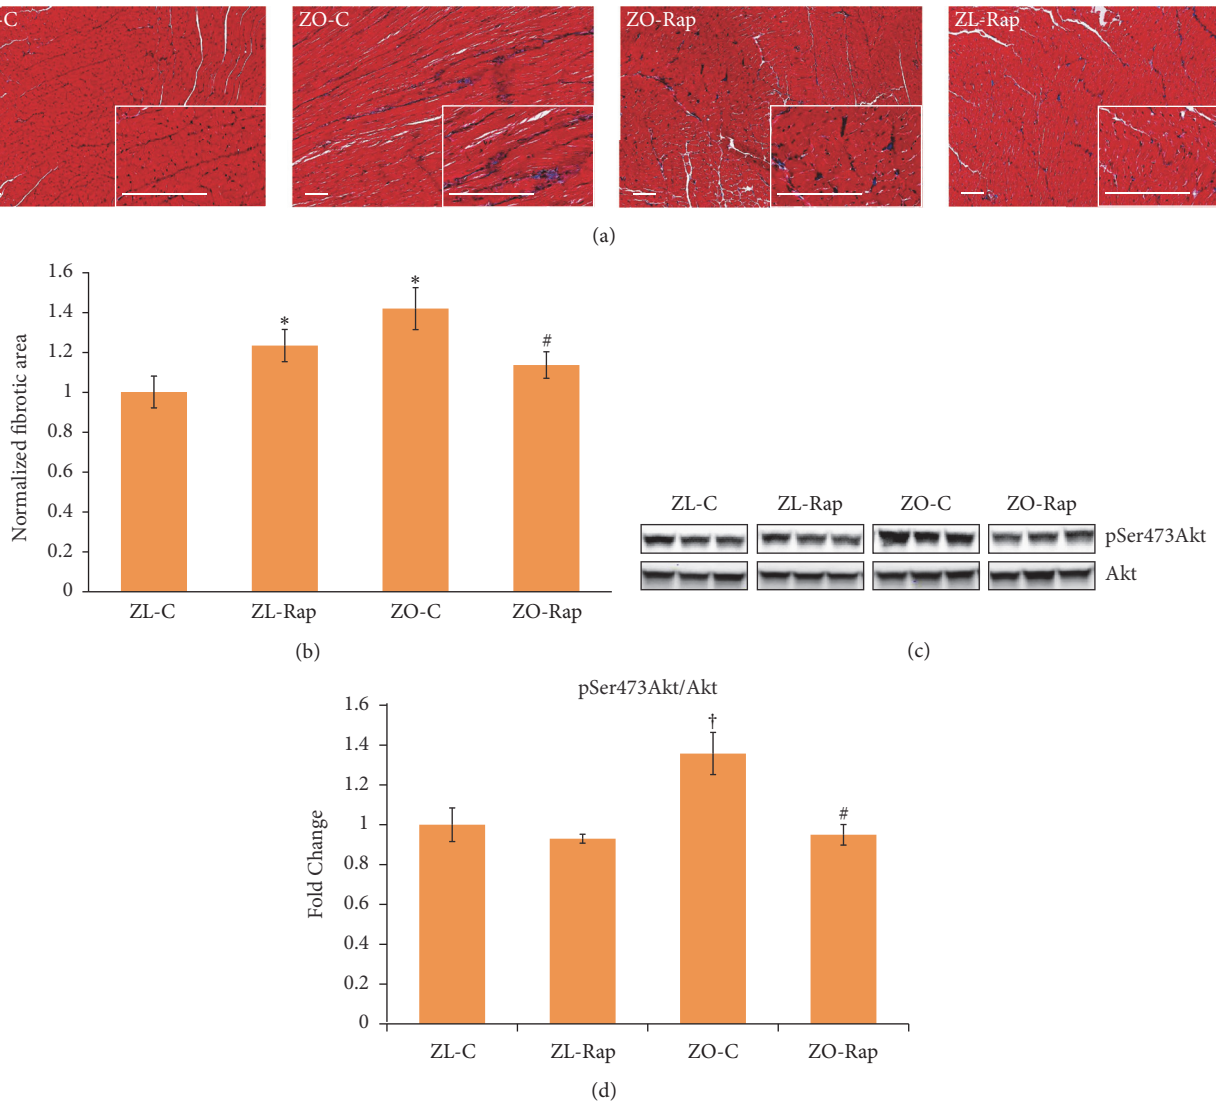 -C ZO-C ZO-Rap ZL-Rap
(a)
Normalized fibrotic area
1.6
1.4
1.2
1
0.8
0.6
0.4
0.2
0
* * #
ZL-C ZL-Rap ZO-C ZO-Rap
(b)
ZL-C ZL-Rap ZO-C ZO-Rap
pSer473Akt
Akt
(c)
pSer473Akt/Akt
Fold Change
1.6
1.4
1.2
1
0.8
0.6
0.4
0.2
0
† #
ZL-C ZL-Rap ZO-C ZO-Rap
(d)